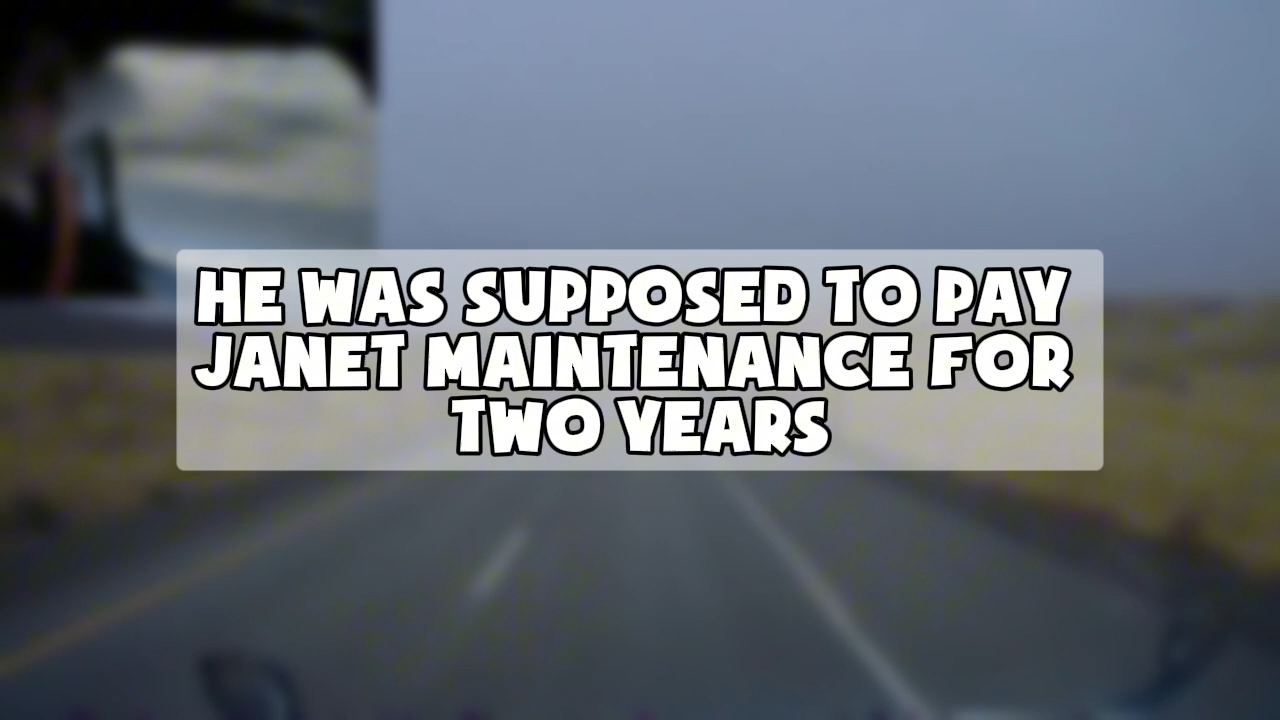 HE WAS SUPPOSED TO PAY
JANET MAINTENANCE FOR
TWO YEARS